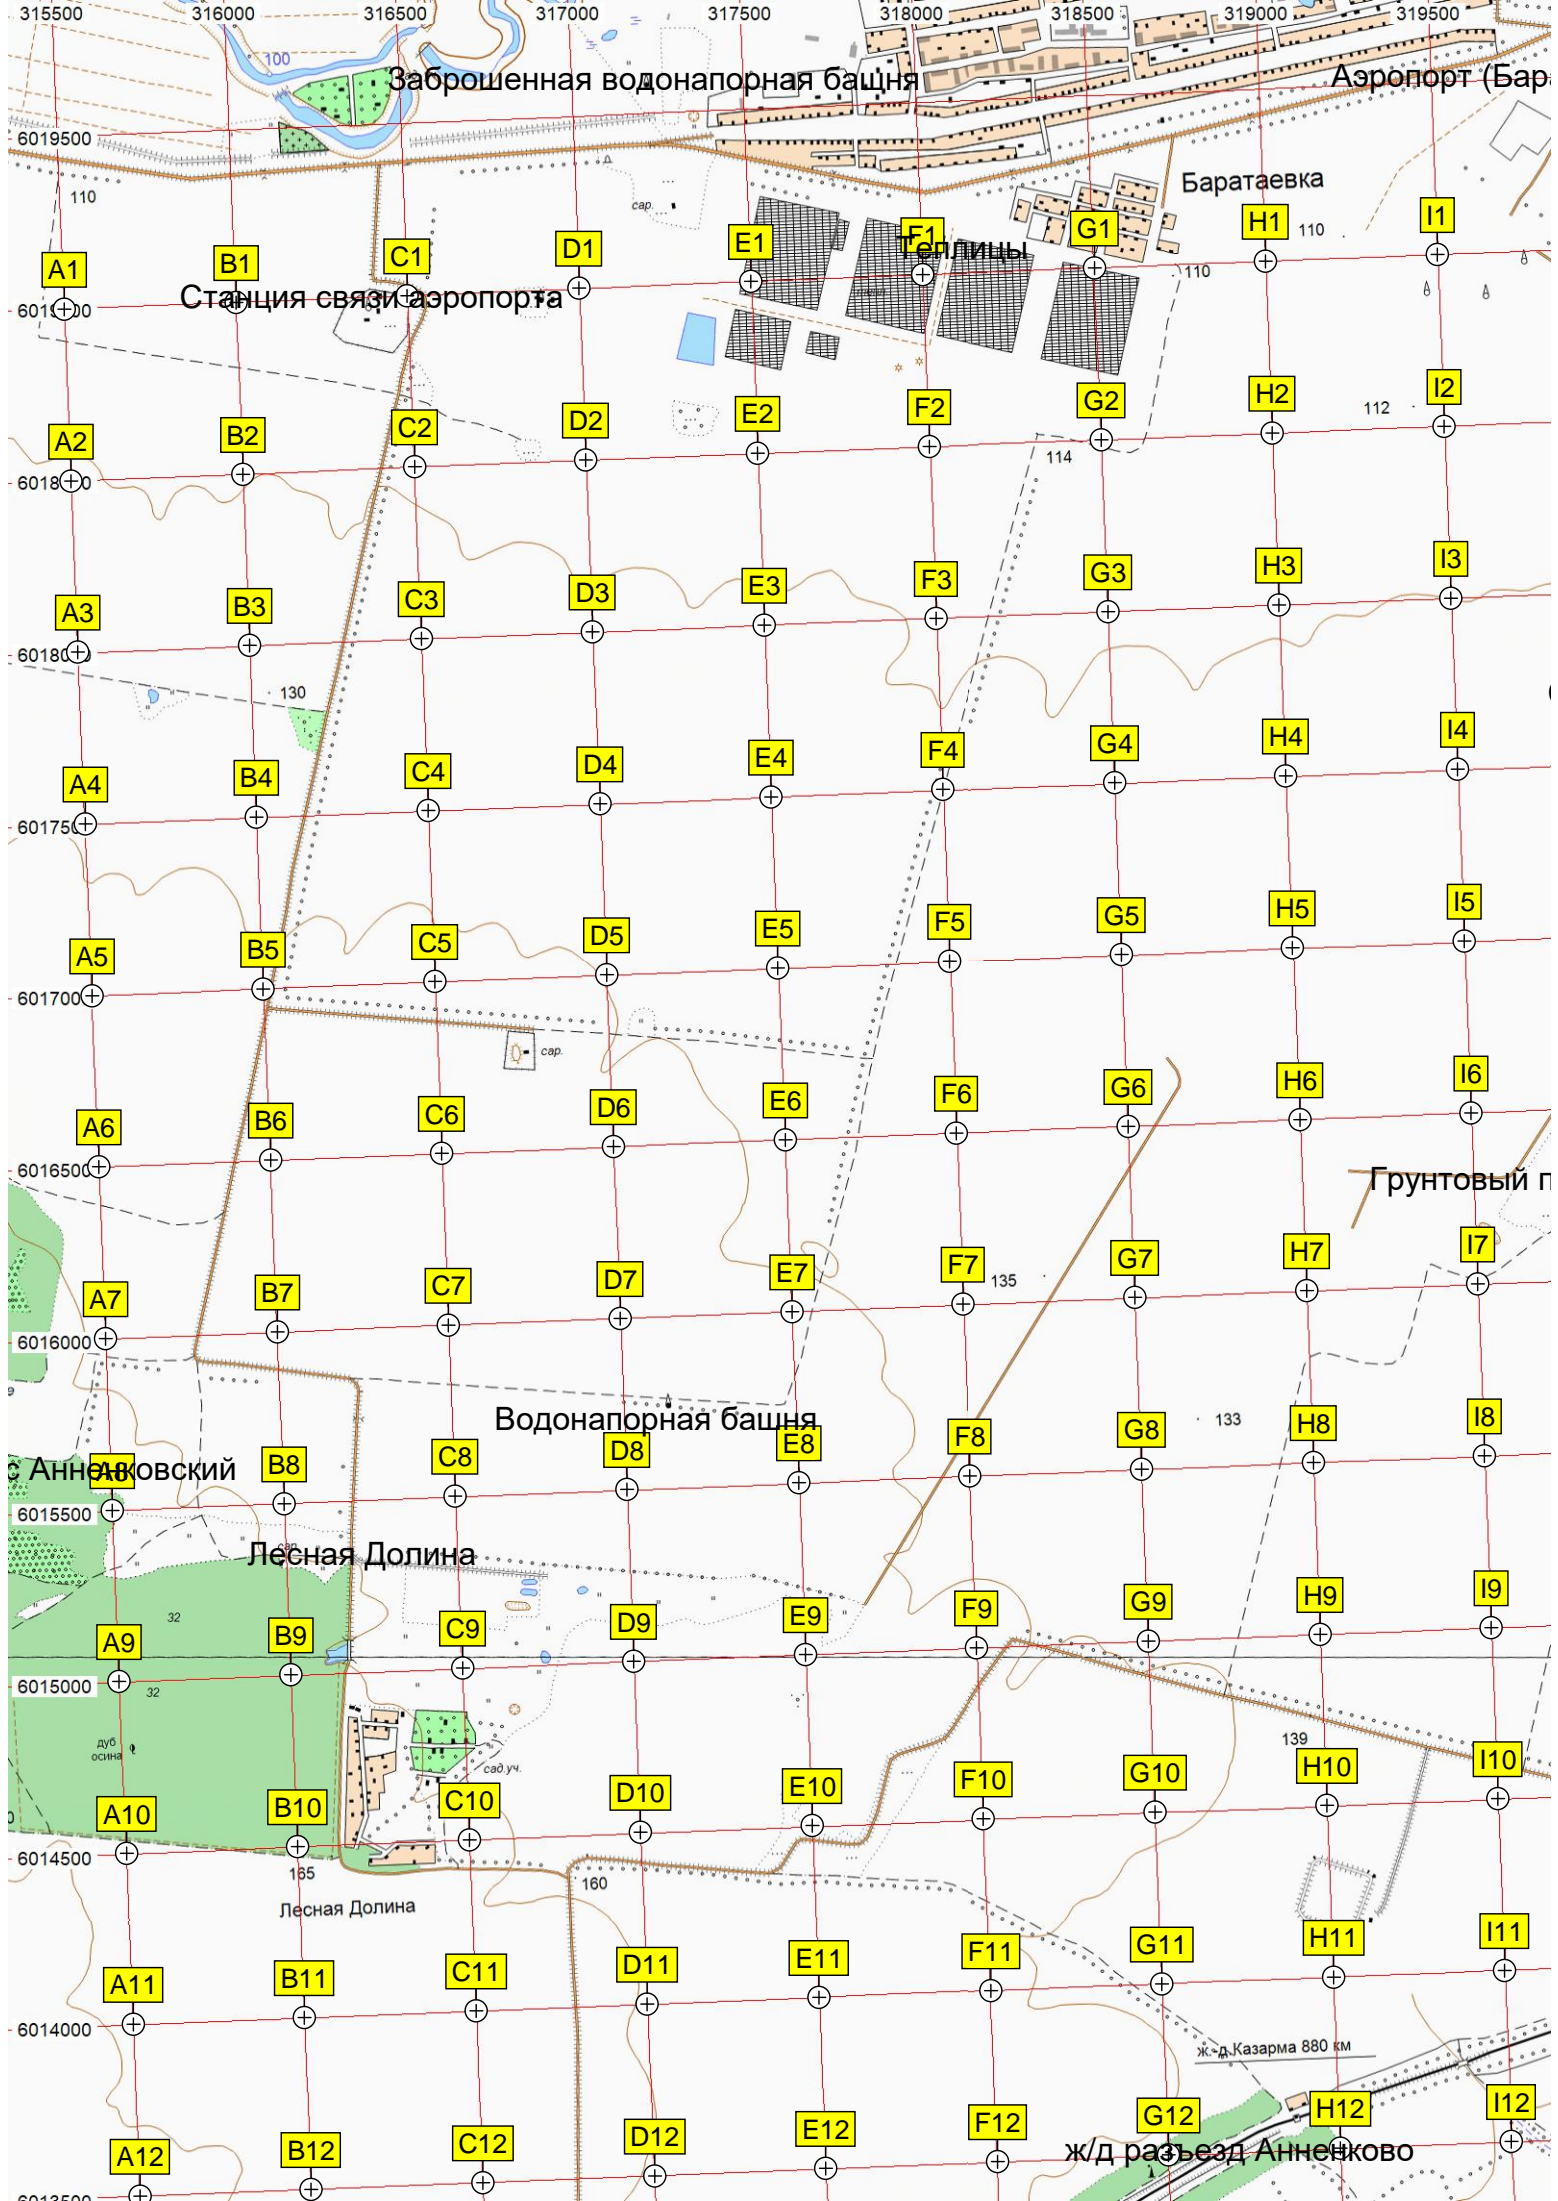 315500 316000 316500 317000 317500 318000 318500 319000 319500
100
Заброшенная водонапорная башня
Аэропорт (Бара
6019500
110
сар.
Баратаевка
A1 B1 C1 D1 E1 F1 G1 H1 I1
110
Теплицы
110
Станция связи аэропорта
A2 B2 C2 D2 E2 F2 G2 H2 I2
112
114
A3 B3 C3 D3 E3 F3 G3 H3 I3
130
A4 B4 C4 D4 E4 F4 G4 H4 I4
A5 B5 C5 D5 E5 F5 G5 H5 I5
сар.
A6 B6 C6 D6 E6 F6 G6 H6 I6
6016500
Грунтовый п
A7 B7 C7 D7 E7 F7 G7 H7 I7
135
6016000
Водонапорная башня
133
A8 B8 C8 D8 E8 F8 G8 H8 I8
с Анненковский
6015500
Лесная Долина
32
A9 B9 C9 D9 E9 F9 G9 H9 I9
6015000
32
139
дуб
осина
сад.уч.
A10 B10 C10 D10 E10 F10 G10 H10 I10
6014500
165
160
Лесная Долина
A11 B11 C11 D11 E11 F11 G11 H11 I11
6014000
ж.-д.Казарма 880 км
A12 B12 C12 D12 E12 F12 G12 H12 I12
ж/д разъезд Анненково
6013500